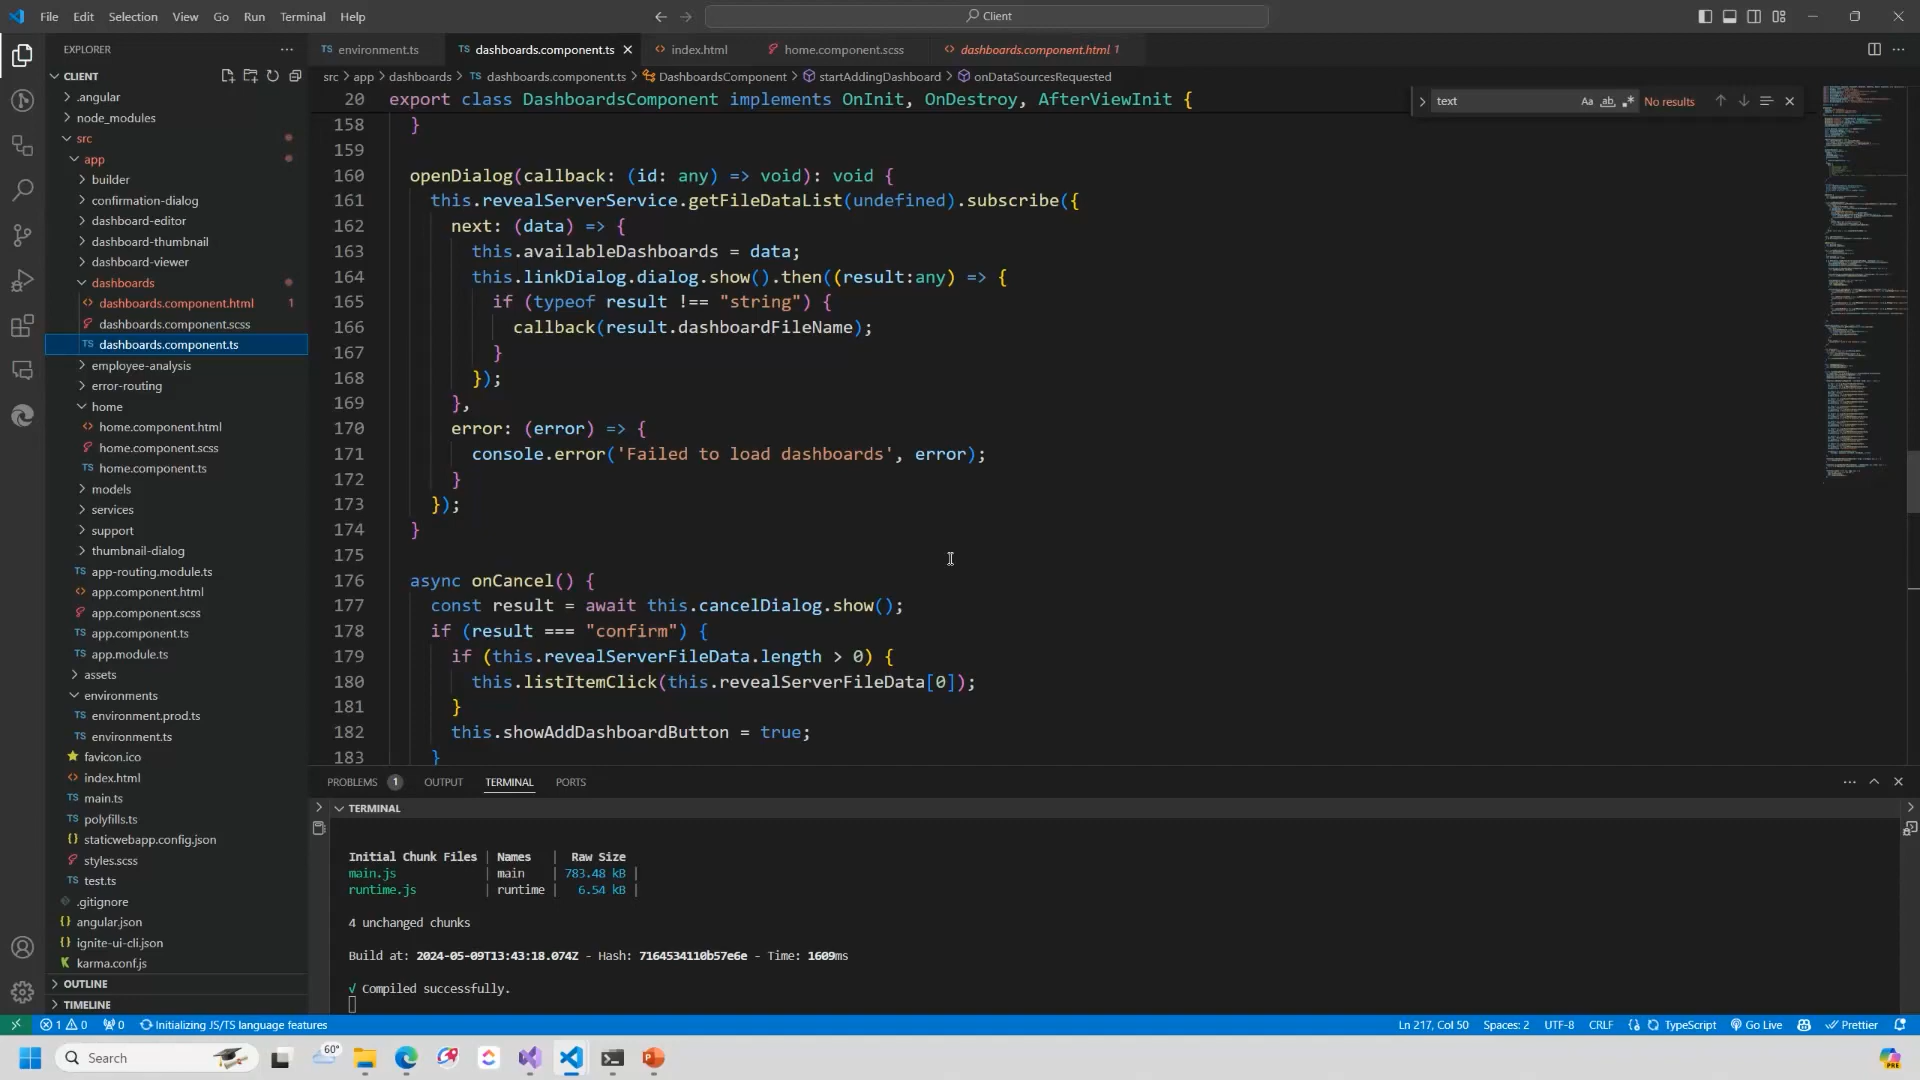 File Edit Selection View Go Run Terminal Help
Client
EXPLORER
environment.ts
dashboards.component.ts
index.html
home.component.scss
dashboards.component.html 1
CLIENT
src > app > dashboards > dashboards.component.ts > DashboardsComponent > startAddingDashboard > onDataSourcesRequested
text
No results
20 export class DashboardsComponent implements OnInit, OnDestroy, AfterViewInit {
158 }
159
160 openDialog(callback: (id: any) => void): void {
161 this.revealServerService.getFileDataList(undefined).subscribe({
162 next: (data) => {
163 this.availableDashboards = data;
164 this.linkDialog.dialog.show().then((result:any) => {
165 if (typeof result !== "string") {
166 callback(result.dashboardFileName);
167 }
168 });
169 },
170 error: (error) => {
171 console.error('Failed to load dashboards', error);
172 }
173 });
174 }
175
176 async onCancel() {
177 const result = await this.cancelDialog.show();
178 if (result === "confirm") {
179 if (this.revealServerFileData.length > 0) {
180 this.listItemClick(this.revealServerFileData[0]);
181 }
182 this.showAddDashboardButton = true;
183 }
.angular
node_modules
src
app
builder
confirmation-dialog
dashboard-editor
dashboard-thumbnail
dashboard-viewer
dashboards
dashboards.component.html 1
dashboards.component.scss
dashboards.component.ts
employee-analysis
error-routing
home
home.component.html
home.component.scss
home.component.ts
models
services
support
thumbnail-dialog
app-routing.module.ts
app.component.html
app.component.scss
app.component.ts
app.module.ts
assets
environments
environment.prod.ts
environment.ts
favicon.ico
index.html
main.ts
polyfills.ts
staticwebapp.config.json
styles.scss
test.ts
.gitignore
angular.json
ignite-ui-cli.json
karma.conf.js
OUTLINE
TIMELINE
PROBLEMS 1 OUTPUT TERMINAL PORTS
TERMINAL
Initial Chunk Files | Names | Raw Size
main.js | main | 783.48 kB |
runtime.js | runtime | 6.54 kB |
4 unchanged chunks
Build at: 2024-05-09T13:43:18.074Z - Hash: 7164534110b57e6e - Time: 1609ms
√ Compiled successfully.
1 0 0 Initializing JS/TS language features
Ln 217, Col 50 Spaces: 2 UTF-8 CRLF TypeScript Go Live Prettier
Search
60°